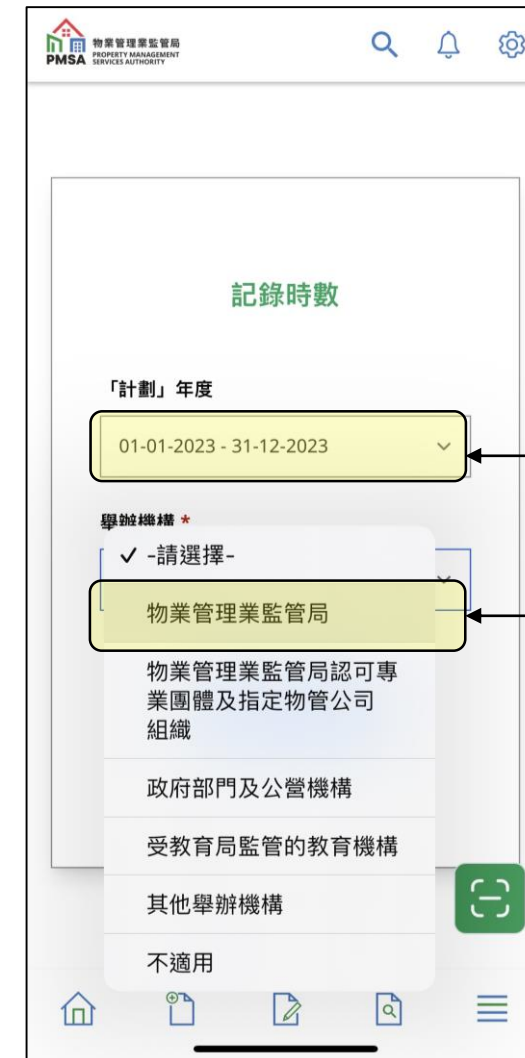 物業管理業監管局
PROPERTY MANAGEMENT
SERVICES AUTHORITY
PMSA
記錄時數
「計劃」年度
01-01-2023 - 31-12-2023
舉辦機構 *
✓ -請選擇-
物業管理業監管局
物業管理業監管局認可專
業團體及指定物管公司
組織
政府部門及公營機構
受教育局監管的教育機構
其他舉辦機構
不適用